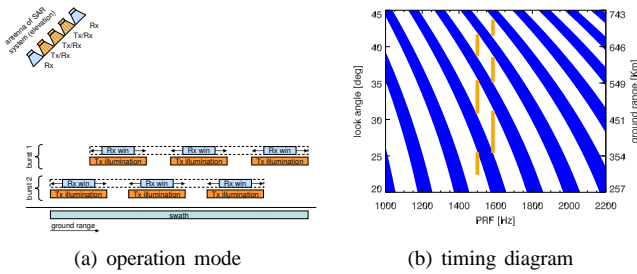 antenna of SAR
system (elevation)
Rx
Tx/Rx
Tx/Rx
Tx/Rx
Rx
burst 1
Rx win
Rx win
Rx win
Tx illumination
Tx illumination
Tx illumination
burst 2
Rx win
Rx win
Rx win
Tx illumination
Tx illumination
Tx illumination
swath
ground range
(a) operation mode
look angle [deg]
45
40
35
30
25
20
1000
1200
1400
1600
1800
2000
2200
PRF [Hz]
743
646
549
451
354
257
ground range [Km]
(b) timing diagram